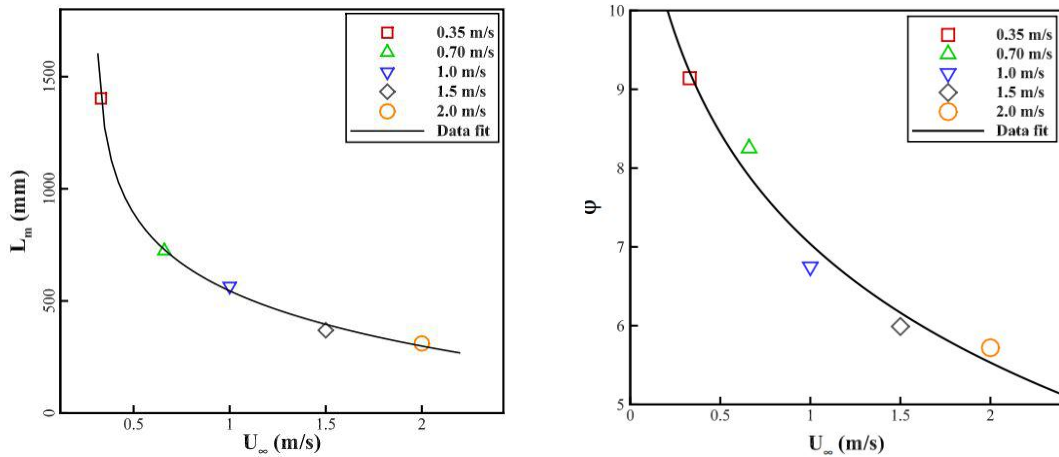 1500
1000
500
0
L_m (mm)
0.5 1 1.5 2
U_∞ (m/s)
0.35 m/s
0.70 m/s
1.0 m/s
1.5 m/s
2.0 m/s
Data fit
10
9
8
7
6
5
φ
0 0.5 1 1.5 2
U_∞ (m/s)
0.35 m/s
0.70 m/s
1.0 m/s
1.5 m/s
2.0 m/s
Data fit